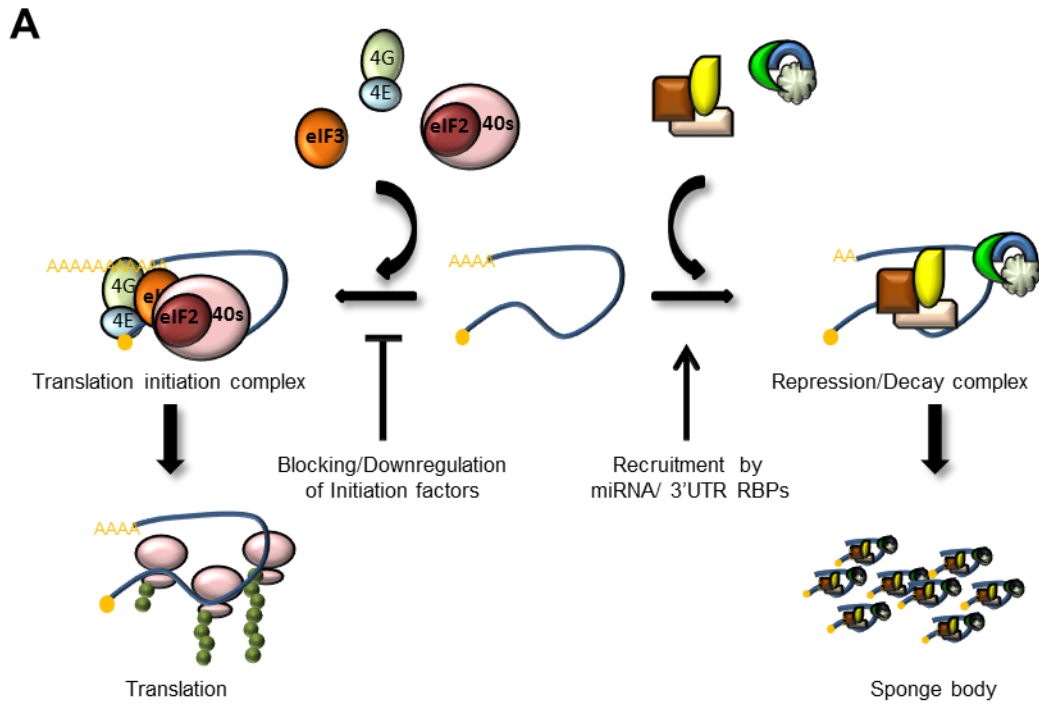 A
4G
4E
eIF3
eIF2
40s
AAAAAAAAAAA
4G
4E
eIF2
40s
AAAA
AA
Translation initiation complex
Repression/Decay complex
Blocking/Downregulation
of Initiation factors
Recruitment by
miRNA/ 3'UTR RBPs
AAAA
Translation
Sponge body